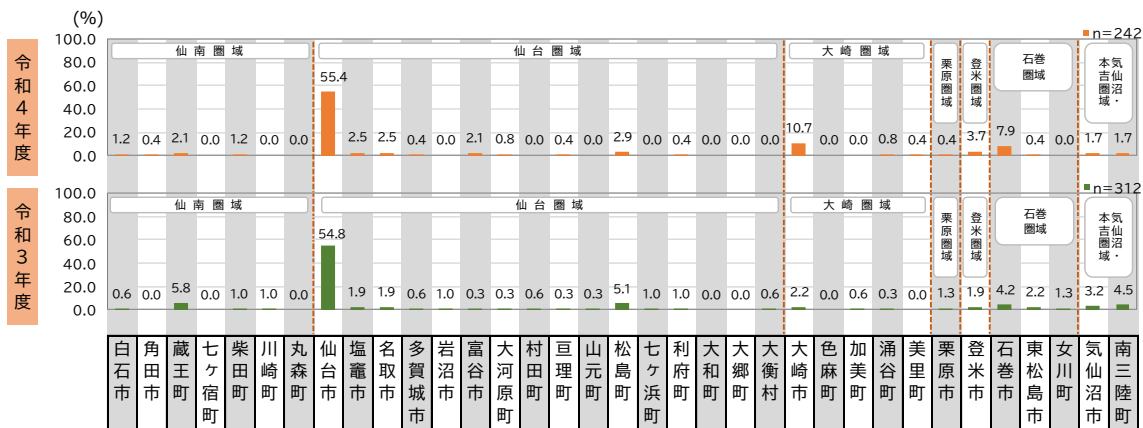 (%)
n=242
令和4年度
100.0
80.0
60.0
40.0
20.0
0.0
仙南圏域
仙台圏域
大崎圏域
栗原圏域
登米圏域
石巻圏域
気仙沼・本吉圏域
1.2 0.4 2.1 0.0 1.2 0.0 0.0 55.4 2.5 2.5 0.4 0.0 2.1 0.8 0.0 0.4 0.0 2.9 0.0 0.4 0.0 0.0 0.0 10.7 0.0 0.0 0.8 0.4 0.4 3.7 7.9 0.4 0.0 1.7 1.7
n=312
令和3年度
100.0
80.0
60.0
40.0
20.0
0.0
仙南圏域
仙台圏域
大崎圏域
栗原圏域
登米圏域
石巻圏域
気仙沼・本吉圏域
0.6 0.0 5.8 0.0 1.0 1.0 0.0 54.8 1.9 1.9 0.6 1.0 0.3 0.3 0.6 0.3 0.3 5.1 1.0 1.0 0.0 0.0 0.6 2.2 0.0 0.6 0.3 0.0 1.3 1.9 4.2 2.2 1.3 3.2 4.5
白石市
角田市
蔵王町
七ヶ宿町
柴田町
川崎町
丸森町
仙台市
塩竈市
名取市
多賀城市
岩沼市
富谷市
大河原町
村田町
亘理町
山元町
松島町
七ヶ浜町
利府町
大和町
大郷町
大衡村
大崎市
色麻町
加美町
涌谷町
美里町
栗原市
登米市
石巻市
東松島市
女川町
気仙沼市
南三陸町